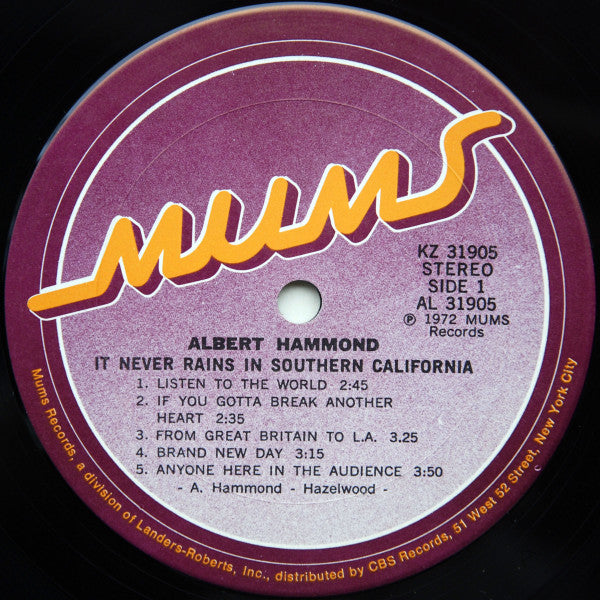 MUMS
KZ 31905
STEREO
SIDE 1
AL 31905
℗ 1972 MUMS
Records
ALBERT HAMMOND
IT NEVER RAINS IN SOUTHERN CALIFORNIA
1. LISTEN TO THE WORLD 2:45
2. IF YOU GOTTA BREAK ANOTHER
HEART 2:35
3. FROM GREAT BRITAIN TO L.A. 3.25
4. BRAND NEW DAY 3:15
5. ANYONE HERE IN THE AUDIENCE 3:50
- A. Hammond - Hazelwood -
Mums Records, a division of Landers-Roberts, Inc., distributed by CBS Records, 51 West 52 Street, New York City